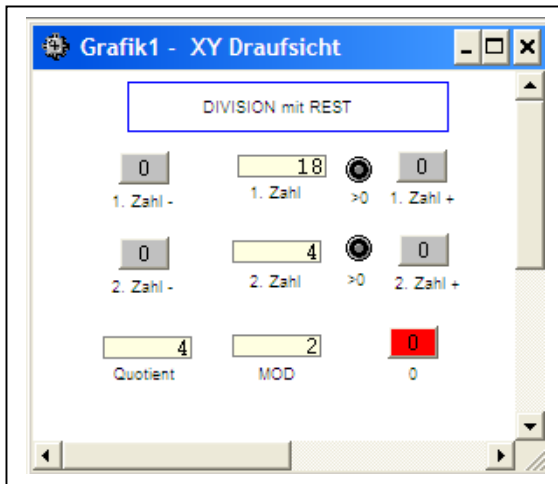 Grafik1 - XY Draufsicht
DIVISION mit REST
0 18 0
1. Zahl - 1. Zahl >0 1. Zahl +
0 4 0
2. Zahl - 2. Zahl >0 2. Zahl +
4 2 0
Quotient MOD 0